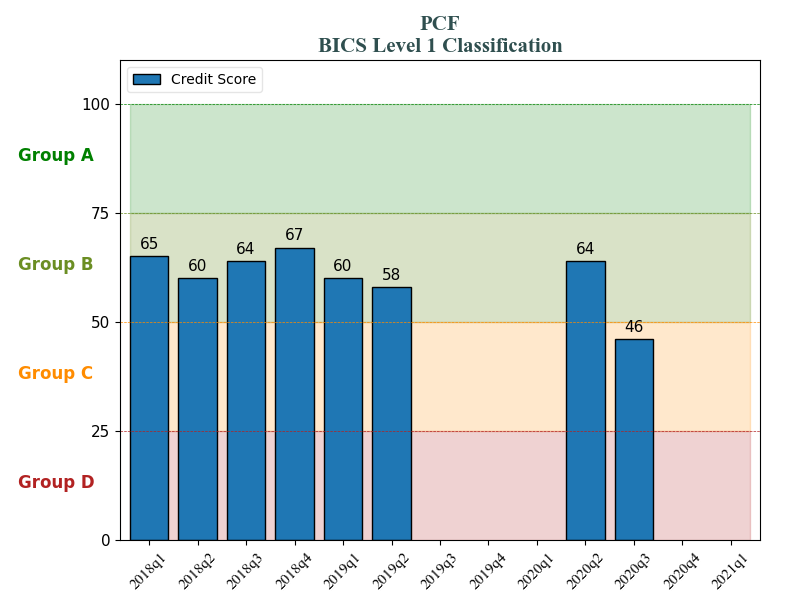 PCF
BICS Level 1 Classification
Credit Score
100
75
50
25
0
Group A
Group B
Group C
Group D
65
60
64
67
60
58
64
46
2018q1
2018q2
2018q3
2018q4
2019q1
2019q2
2019q3
2019q4
2020q1
2020q2
2020q3
2020q4
2021q1